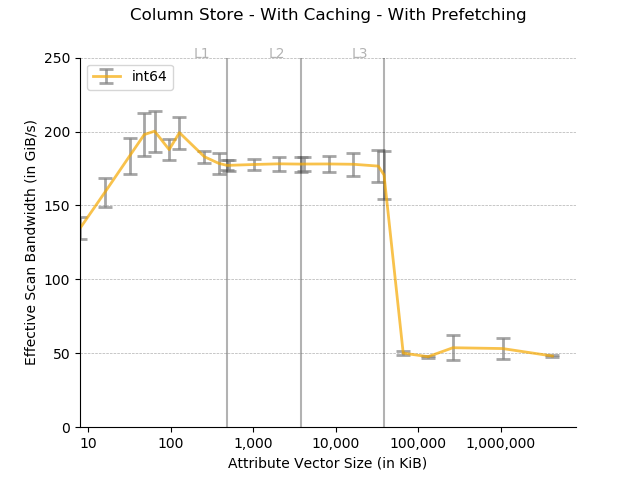 Column Store - With Caching - With Prefetching
L1 L2 L3
int64
Effective Scan Bandwidth (in GiB/s)
250
200
150
100
50
0
10 100 1,000 10,000 100,000 1,000,000
Attribute Vector Size (in KiB)